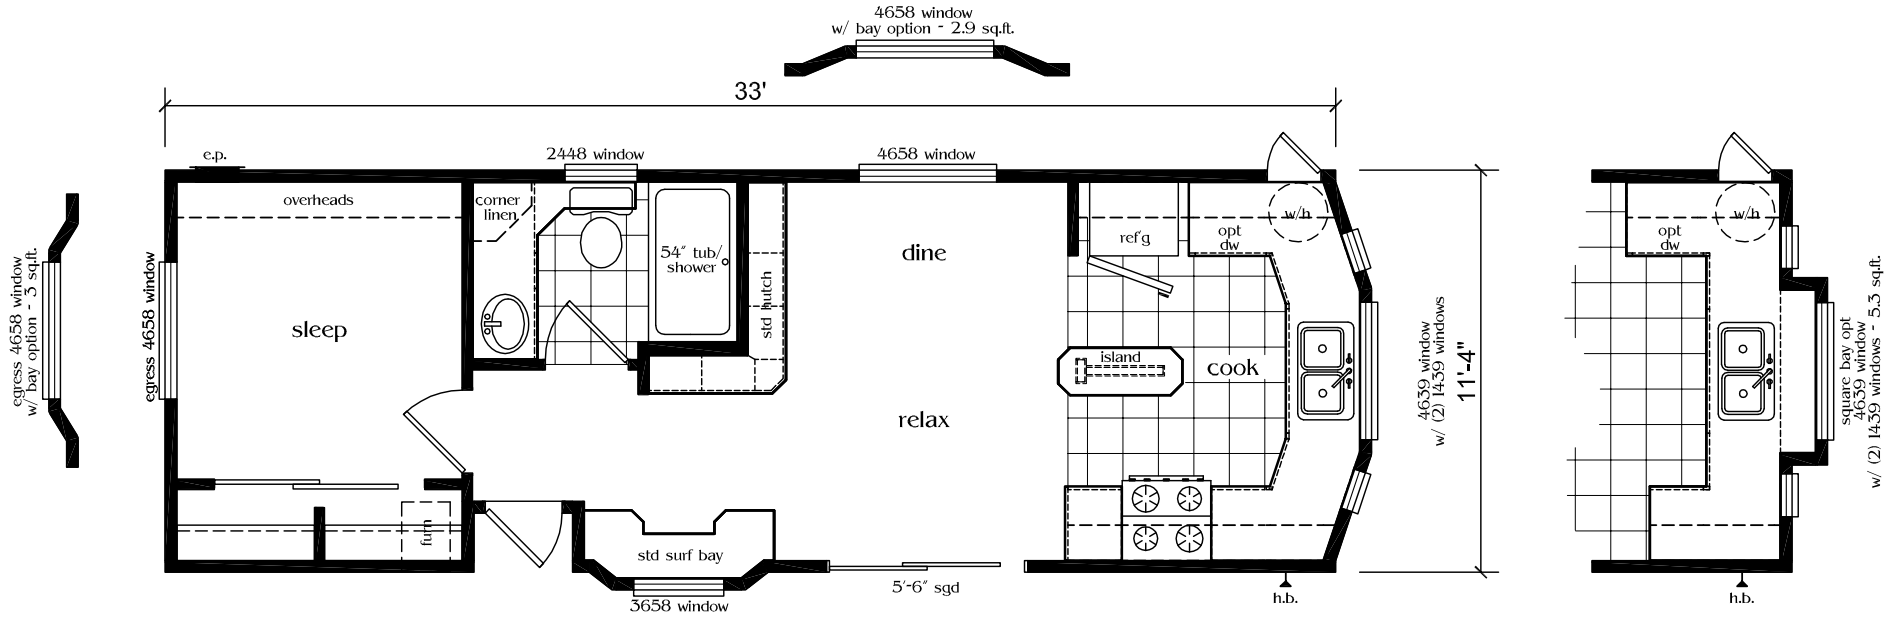 4658 window
w/ bay option - 2.9 sq.ft.
33'
e.p.
2448 window
4658 window
overheads
corner
linen
54" tub/
shower
std hutch
dine
ref'g
opt
dw
w/h
opt
dw
w/h
egress 4658 window
w/ bay option - 3 sq.ft.
egress 4658 window
sleep
island
cook
relax
4639 window
w/ (2) 1439 windows
11'-4"
square bay opt
4639 window
w/ (2) 1439 windows - 5.3 sq.ft.
furn
std surf bay
3658 window
5'-6" sgd
h.b.
h.b.